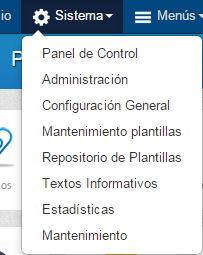 io Sistema Menús
P
Panel de Control
Administración
Configuración General
Mantenimiento plantillas
Repositorio de Plantillas
Textos Informativos
os
Estadísticas
Mantenimiento